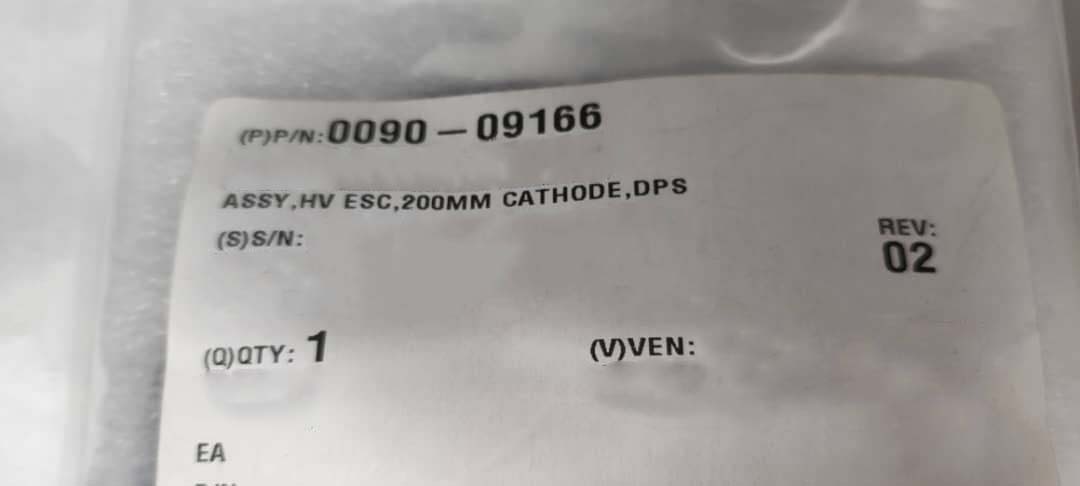 (P)P/N:0090-09166
ASSY,HV ESC,200MM CATHODE,DPS
(S)S/N:
REV:
02
(Q)QTY: 1 (V)VEN:
EA